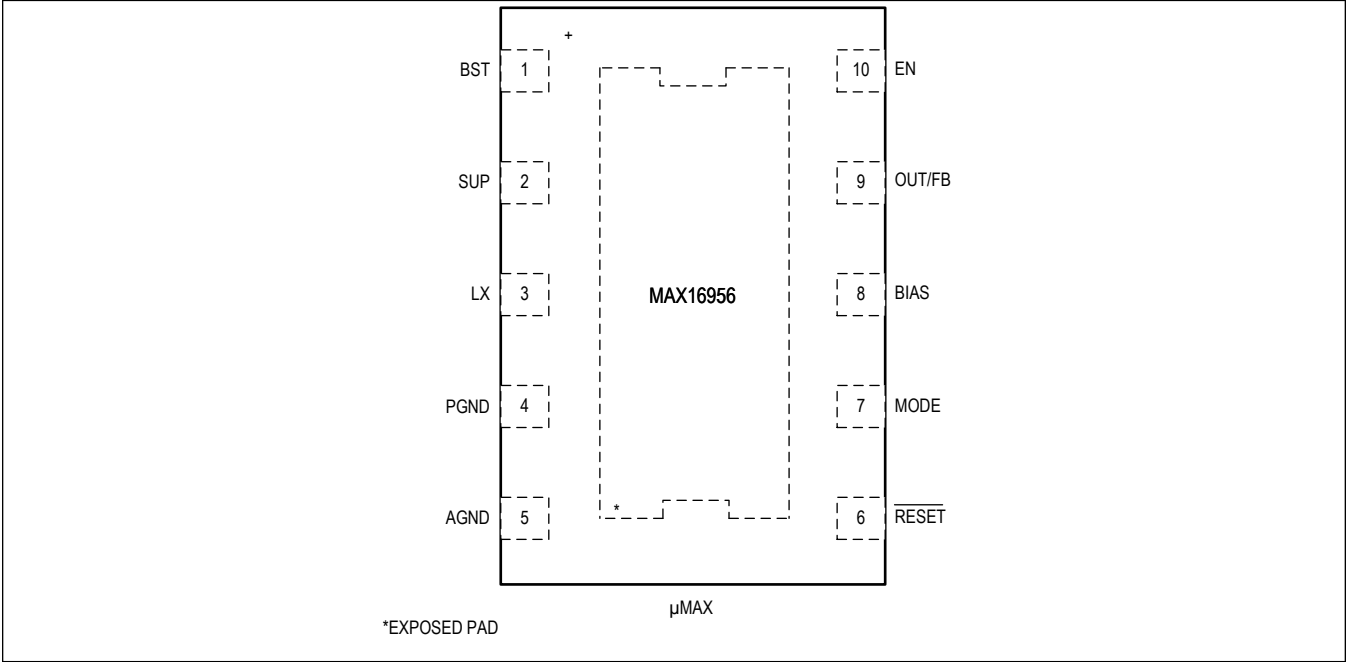 +
BST 1 10 EN
SUP 2 9 OUT/FB
LX 3 MAX16956 8 BIAS
PGND 4 7 MODE
AGND 5 * 6 RESET
µMAX
*EXPOSED PAD